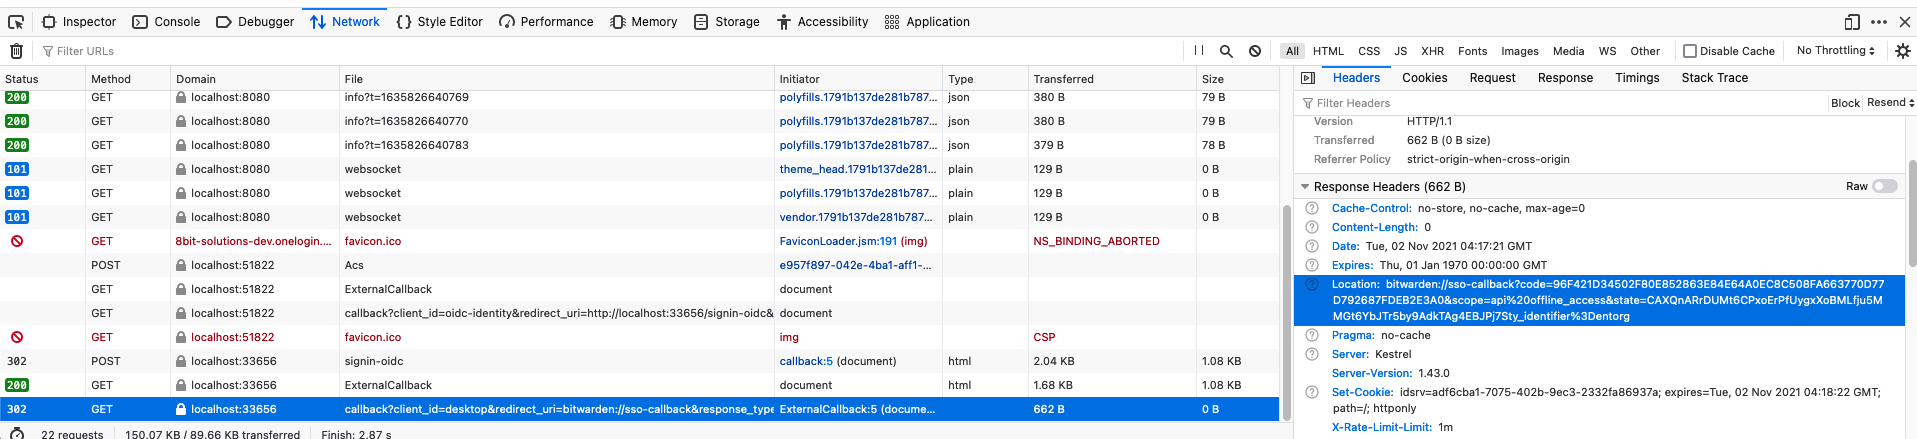 Inspector Console Debugger Network Style Editor Performance Memory Storage Accessibility Application
Filter URLs All HTML CSS JS XHR Fonts Images Media WS Other Disable Cache No Throttling
Status Method Domain File Initiator Type Transferred Size
200 GET localhost:8080 info?t=1635826640769 polyfills.1791b137de281b787... json 380 B 79 B
200 GET localhost:8080 info?t=1635826640770 polyfills.1791b137de281b787... json 380 B 79 B
200 GET localhost:8080 info?t=1635826640783 polyfills.1791b137de281b787... json 379 B 78 B
101 GET localhost:8080 websocket theme_head.1791b137de281... plain 129 B 0 B
101 GET localhost:8080 websocket polyfills.1791b137de281b787... plain 129 B 0 B
101 GET localhost:8080 websocket vendor.1791b137de281b787... plain 129 B 0 B
GET 8bit-solutions-dev.onelogin.... favicon.ico FaviconLoader.jsm:191 (img) NS_BINDING_ABORTED
POST localhost:51822 Acs e957f897-042e-4ba1-aff1-...
GET localhost:51822 ExternalCallback document
GET localhost:51822 callback?client_id=oidc-identity&redirect_uri=http://localhost:33656/signin-oidc& document
GET localhost:51822 favicon.ico img CSP
302 POST localhost:33656 signin-oidc callback:5 (document) html 2.04 KB 1.08 KB
200 GET localhost:33656 ExternalCallback document html 1.68 KB 1.08 KB
302 GET localhost:33656 callback?client_id=desktop&redirect_uri=bitwarden://sso-callback&response_type ExternalCallback:5 (docume... 662 B 0 B
22 requests 150.07 KB / 89.66 KB transferred Finish: 2.87 s
Headers Cookies Request Response Timings Stack Trace
Filter Headers Block Resend
Version HTTP/1.1
Transferred 662 B (0 B size)
Referrer Policy strict-origin-when-cross-origin
Response Headers (662 B) Raw
Cache-Control: no-store, no-cache, max-age=0
Content-Length: 0
Date: Tue, 02 Nov 2021 04:17:21 GMT
Expires: Thu, 01 Jan 1970 00:00:00 GMT
Location: bitwarden://sso-callback?code=96F421D34502F80E852863E84E64A0EC8C508FA663770D77
D792687FDEB2E3A0&scope=api%20offline_access&state=CAXQnARrDUMt6CPxoErPfUygxXoBMLfju5M
MGt6YbJTr5by9AdkTAg4EBJPj7Sty_identifier%3Dentorg
Pragma: no-cache
Server: Kestrel
Server-Version: 1.43.0
Set-Cookie: idsrv=adf6cba1-7075-402b-9ec3-2332fa86937a; expires=Tue, 02 Nov 2021 04:18:22 GMT;
path=/; httponly
X-Rate-Limit-Limit: 1m